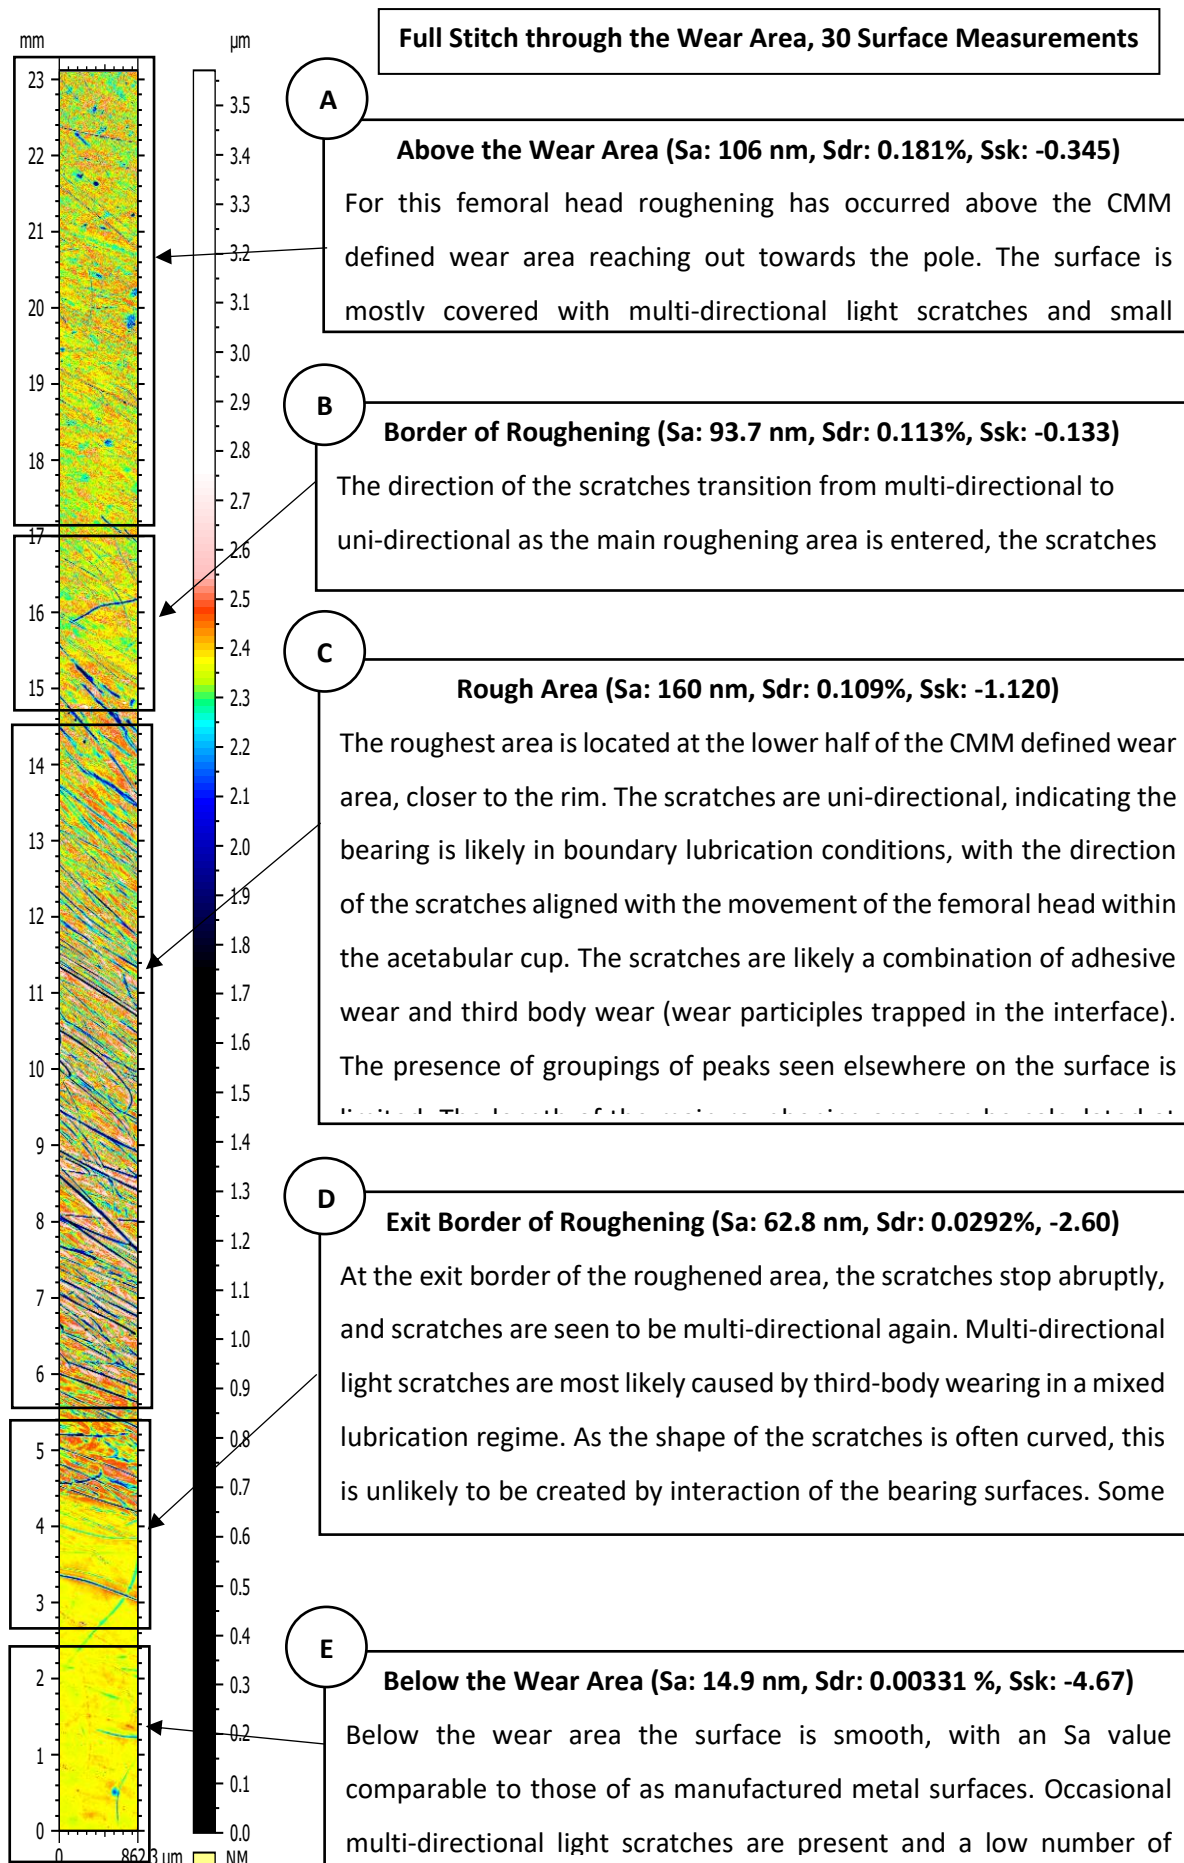 Full Stitch through the Wear Area, 30 Surface Measurements
mm
µm
23
22
21
20
19
18
17
16
15
14
13
12
11
10
9
8
7
6
5
4
3
2
1
0
0
862.3 µm
3.5
3.4
3.3
3.2
3.1
3.0
2.9
2.8
2.7
2.6
2.5
2.4
2.3
2.2
2.1
2.0
1.9
1.8
1.7
1.6
1.5
1.4
1.3
1.2
1.1
1.0
0.9
0.8
0.7
0.6
0.5
0.4
0.3
0.2
0.1
0.0
NM
A
Above the Wear Area (Sa: 106 nm, Sdr: 0.181%, Ssk: -0.345)
For this femoral head roughening has occurred above the CMM
defined wear area reaching out towards the pole. The surface is
mostly covered with multi-directional light scratches and small
B
Border of Roughening (Sa: 93.7 nm, Sdr: 0.113%, Ssk: -0.133)
The direction of the scratches transition from multi-directional to
uni-directional as the main roughening area is entered, the scratches
C
Rough Area (Sa: 160 nm, Sdr: 0.109%, Ssk: -1.120)
The roughest area is located at the lower half of the CMM defined wear
area, closer to the rim. The scratches are uni-directional, indicating the
bearing is likely in boundary lubrication conditions, with the direction
of the scratches aligned with the movement of the femoral head within
the acetabular cup. The scratches are likely a combination of adhesive
wear and third body wear (wear participles trapped in the interface).
The presence of groupings of peaks seen elsewhere on the surface is
limited. The length of the main roughening area can be calculated at
D
Exit Border of Roughening (Sa: 62.8 nm, Sdr: 0.0292%, -2.60)
At the exit border of the roughened area, the scratches stop abruptly,
and scratches are seen to be multi-directional again. Multi-directional
light scratches are most likely caused by third-body wearing in a mixed
lubrication regime. As the shape of the scratches is often curved, this
is unlikely to be created by interaction of the bearing surfaces. Some
E
Below the Wear Area (Sa: 14.9 nm, Sdr: 0.00331 %, Ssk: -4.67)
Below the wear area the surface is smooth, with an Sa value
comparable to those of as manufactured metal surfaces. Occasional
multi-directional light scratches are present and a low number of